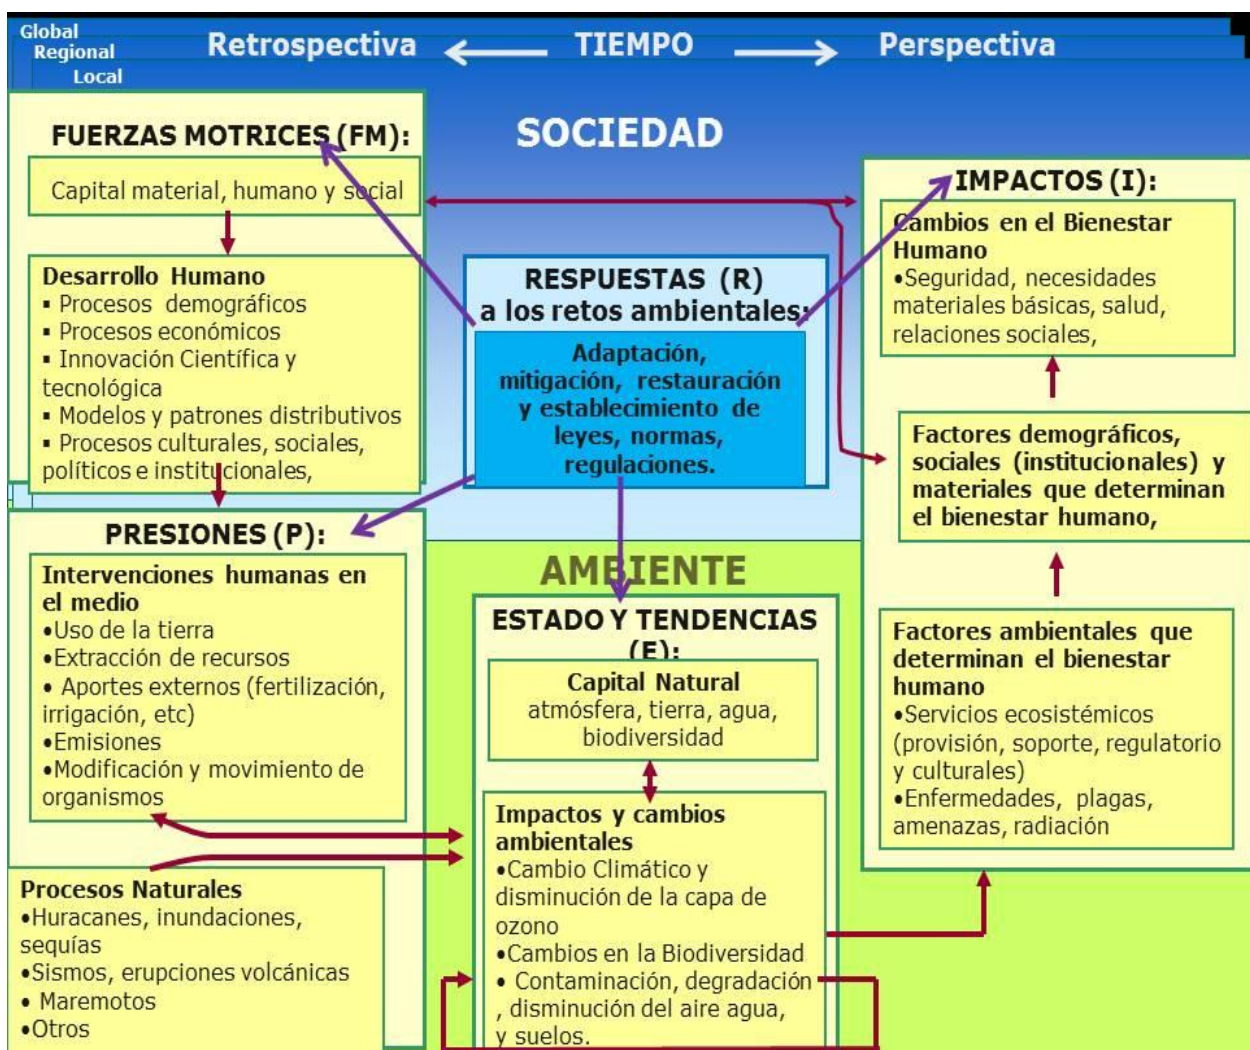 Global
Regional
Local
Retrospectiva
TIEMPO
Perspectiva
SOCIEDAD
FUERZAS MOTRICES (FM):
Capital material, humano y social
Desarrollo Humano
▪ Procesos demográficos
▪ Procesos económicos
▪ Innovación Científica y
tecnológica
▪ Modelos y patrones distributivos
▪ Procesos culturales, sociales,
políticos e institucionales,
PRESIONES (P):
Intervenciones humanas en
el medio
•Uso de la tierra
•Extracción de recursos
• Aportes externos (fertilización,
irrigación, etc)
•Emisiones
•Modificación y movimiento de
organismos
Procesos Naturales
•Huracanes, inundaciones,
sequías
•Sismos, erupciones volcánicas
• Maremotos
•Otros
RESPUESTAS (R)
a los retos ambientales:
Adaptación,
mitigación, restauración
y establecimiento de
leyes, normas,
regulaciones.
AMBIENTE
ESTADO Y TENDENCIAS
(E):
Capital Natural
atmósfera, tierra, agua,
biodiversidad
Impactos y cambios
ambientales
•Cambio Climático y
disminución de la capa de
ozono
•Cambios en la Biodiversidad
• Contaminación, degradación
, disminución del aire agua,
y suelos.
IMPACTOS (I):
Cambios en el Bienestar
Humano
•Seguridad, necesidades
materiales básicas, salud,
relaciones sociales,
Factores demográficos,
sociales (institucionales) y
materiales que determinan
el bienestar humano,
Factores ambientales que
determinan el bienestar
humano
•Servicios ecosistémicos
(provisión, soporte, regulatorio
y culturales)
•Enfermedades, plagas,
amenazas, radiación